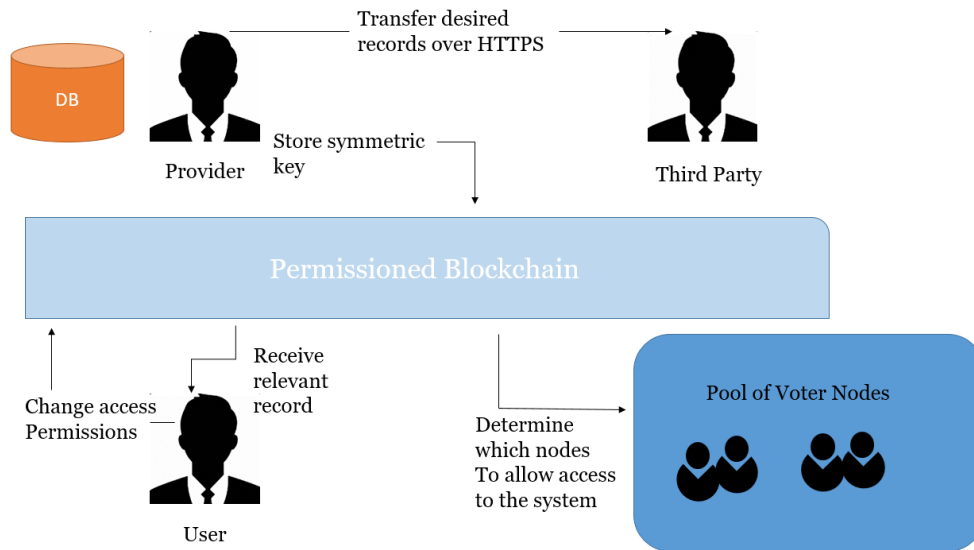 Transfer desired
records over HTTPS
DB
Store symmetric
key
Provider
Third Party
Permissioned Blockchain
Receive
relevant
record
Change access
Permissions
User
Determine
which nodes
To allow access
to the system
Pool of Voter Nodes